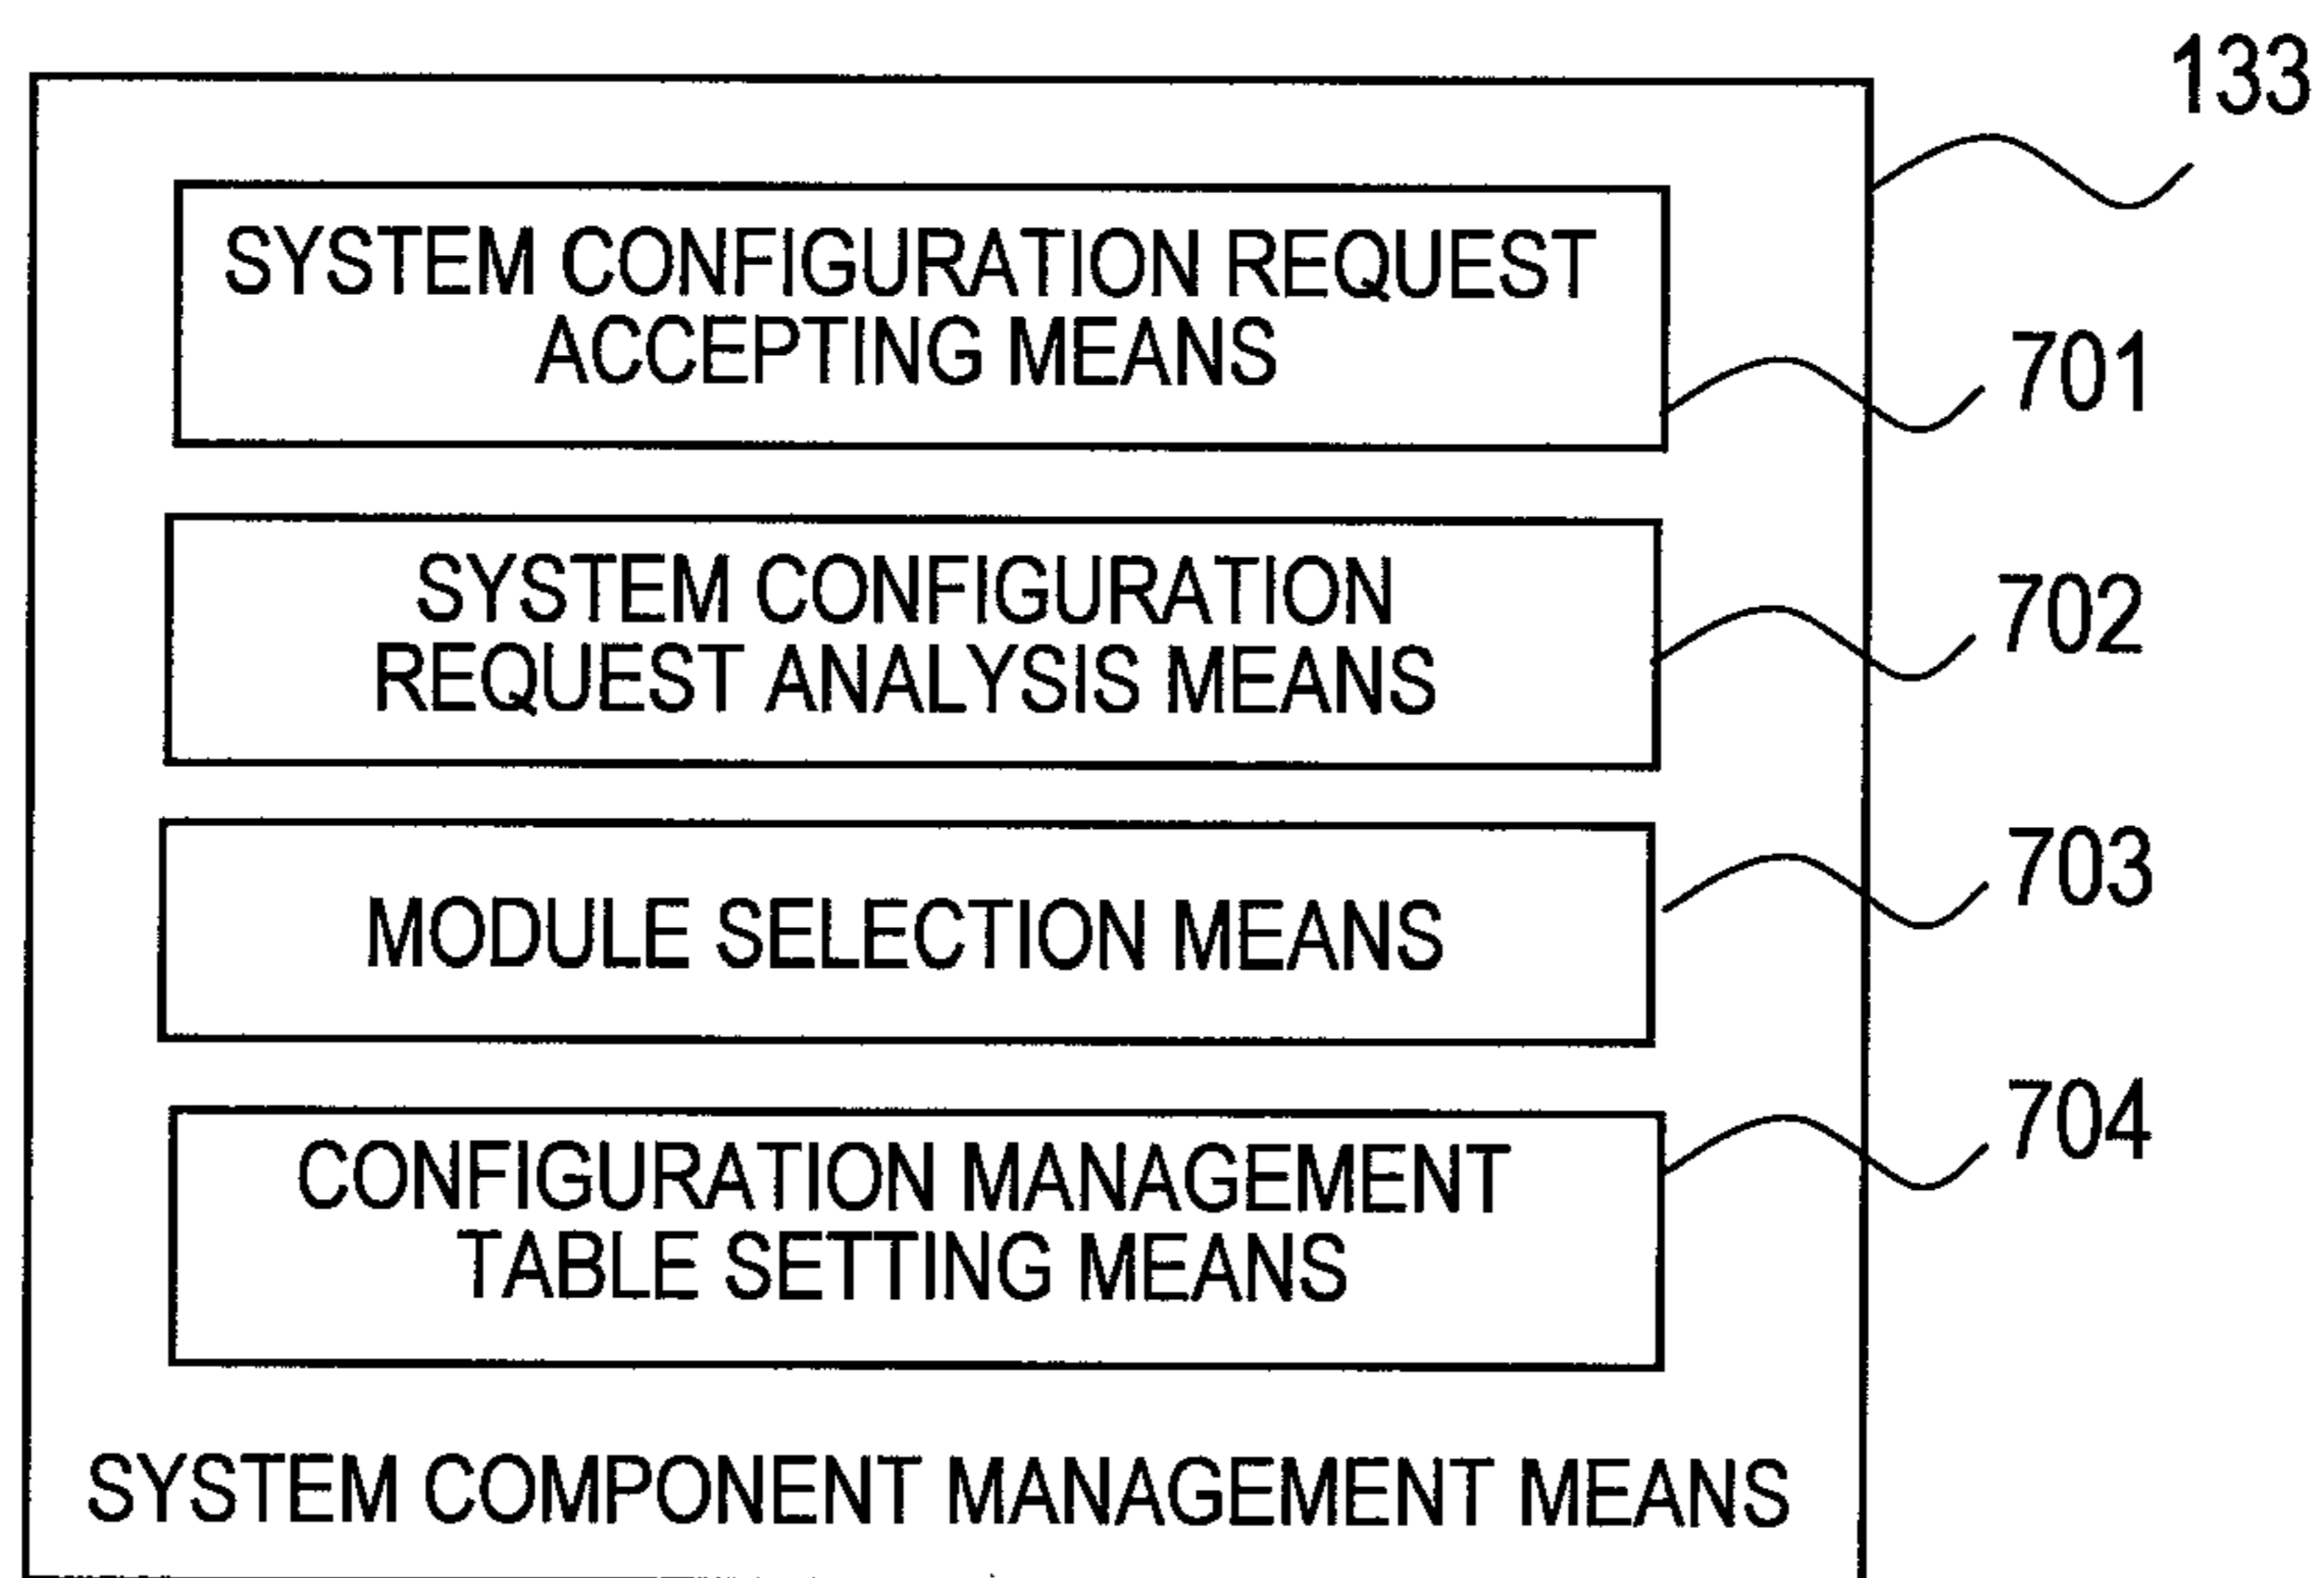 133
SYSTEM CONFIGURATION REQUEST
ACCEPTING MEANS
701
SYSTEM CONFIGURATION
REQUEST ANALYSIS MEANS
702
MODULE SELECTION MEANS
703
CONFIGURATION MANAGEMENT
TABLE SETTING MEANS
704
SYSTEM COMPONENT MANAGEMENT MEANS